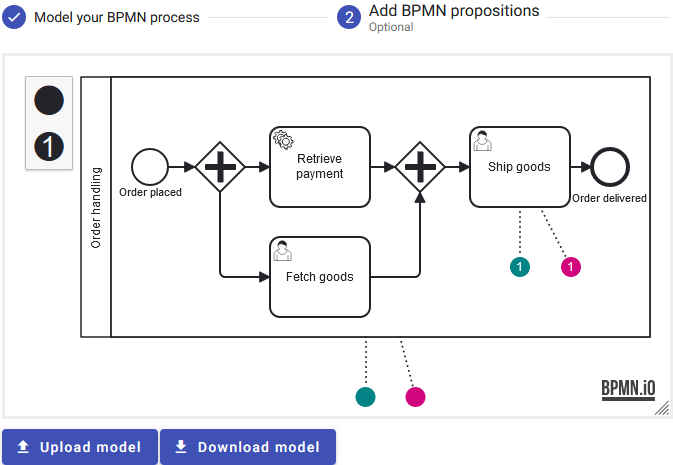 Model your BPMN process
2
Add BPMN propositions
Optional
1
Order handling
Order placed
Retrieve
payment
Fetch goods
Ship goods
Order delivered
1
1
BPMN.iO
Upload model
Download model